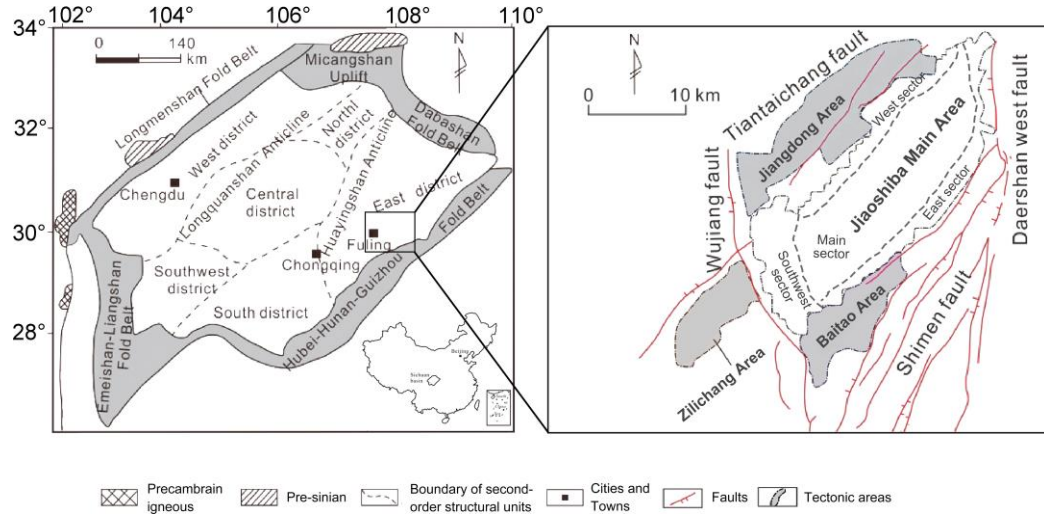 102° 104° 106° 108° 110°
34°
32°
30°
28°
0 140
km
N
Micangshan
Uplift
Longmenshan Fold Belt
Dabashan
Fold Belt
West district
Northi
district
Longquanshan Anticline
Huayingshan Anticline
Chengdu
Central
district
East district
Fold Belt
Fuling
Chongqing
Southwest
district
South district
Hubei-Hunan-Guizhou
Emeishan-Liangshan
Fold Belt
Beijing
Sichuan
basin
N
0 10 km
Tiantaichang fault
West sector
Jiangdong Area
Jiaoshiba Main Area
Daershan west fault
Wujiang fault
East sector
Main
sector
Southwest
sector
Baitao Area
Shimen fault
Zilichang Area
Precambrain
igneous
Pre-sinian
Boundary of second-
order structural units
Cities and
Towns
Faults
Tectonic areas